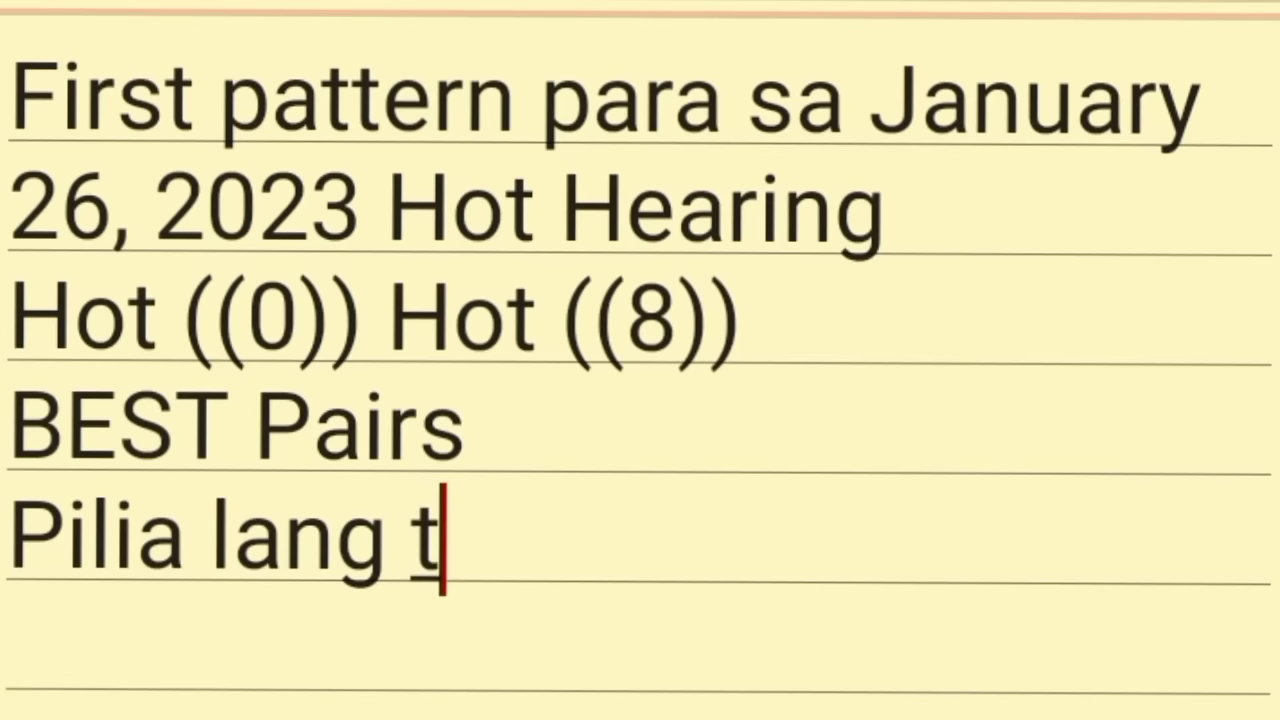 First pattern para sa January
26, 2023 Hot Hearing
Hot ((0)) Hot ((8))
BEST Pairs
Pilia lang t